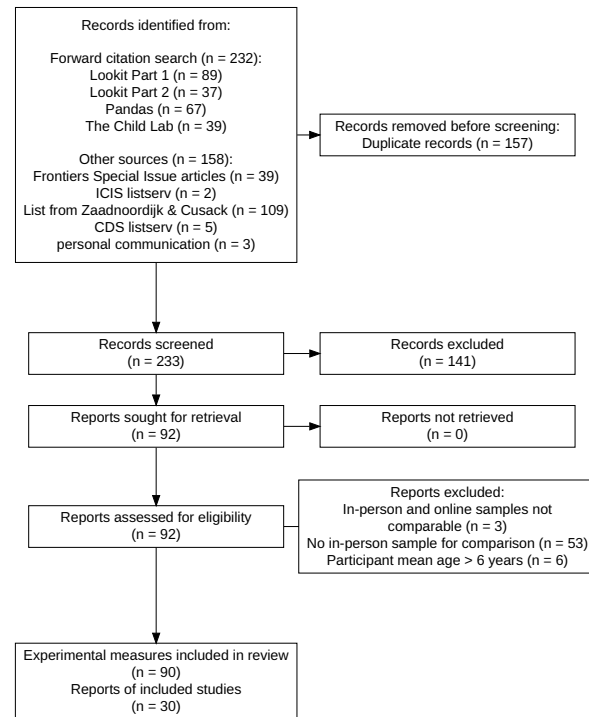 Records identified from:
Forward citation search (n = 232):
Lookit Part 1 (n = 89)
Lookit Part 2 (n = 37)
Pandas (n = 67)
The Child Lab (n = 39)
Other sources (n = 158):
Frontiers Special Issue articles (n = 39)
ICIS listserv (n = 2)
List from Zaadnoordijk & Cusack (n = 109)
CDS listserv (n = 5)
personal communication (n = 3)
Records removed before screening:
Duplicate records (n = 157)
Records screened
(n = 233)
Records excluded
(n = 141)
Reports sought for retrieval
(n = 92)
Reports not retrieved
(n = 0)
Reports assessed for eligibility
(n = 92)
Reports excluded:
In-person and online samples not
comparable (n = 3)
No in-person sample for comparison (n = 53)
Participant mean age > 6 years (n = 6)
Experimental measures included in review
(n = 90)
Reports of included studies
(n = 30)